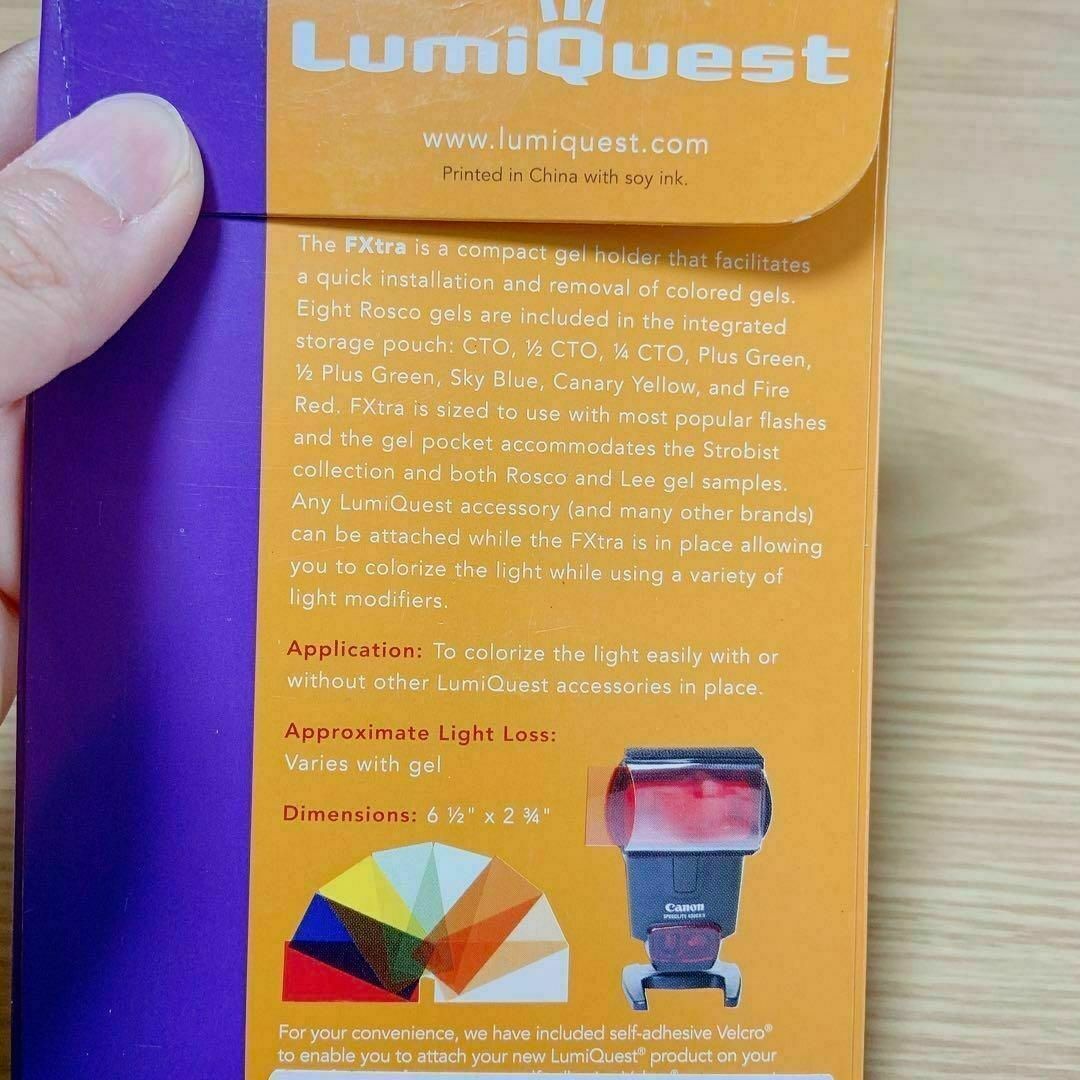 LumiQuest
www.lumiquest.com
Printed in China with soy ink.
The FXtra is a compact gel holder that facilitates
a quick installation and removal of colored gels.
Eight Rosco gels are included in the integrated
storage pouch: CTO, ½ CTO, ¼ CTO, Plus Green,
½ Plus Green, Sky Blue, Canary Yellow, and Fire
Red. FXtra is sized to use with most popular flashes
and the gel pocket accommodates the Strobist
collection and both Rosco and Lee gel samples.
Any LumiQuest accessory (and many other brands)
can be attached while the FXtra is in place allowing
you to colorize the light while using a variety of
light modifiers.
Application: To colorize the light easily with or
without other LumiQuest accessories in place.
Approximate Light Loss:
Varies with gel
Dimensions: 6 ½" x 2 ¾"
Canon
SPEEDLITE
For your convenience, we have included self-adhesive Velcro®
to enable you to attach your new LumiQuest® product on your